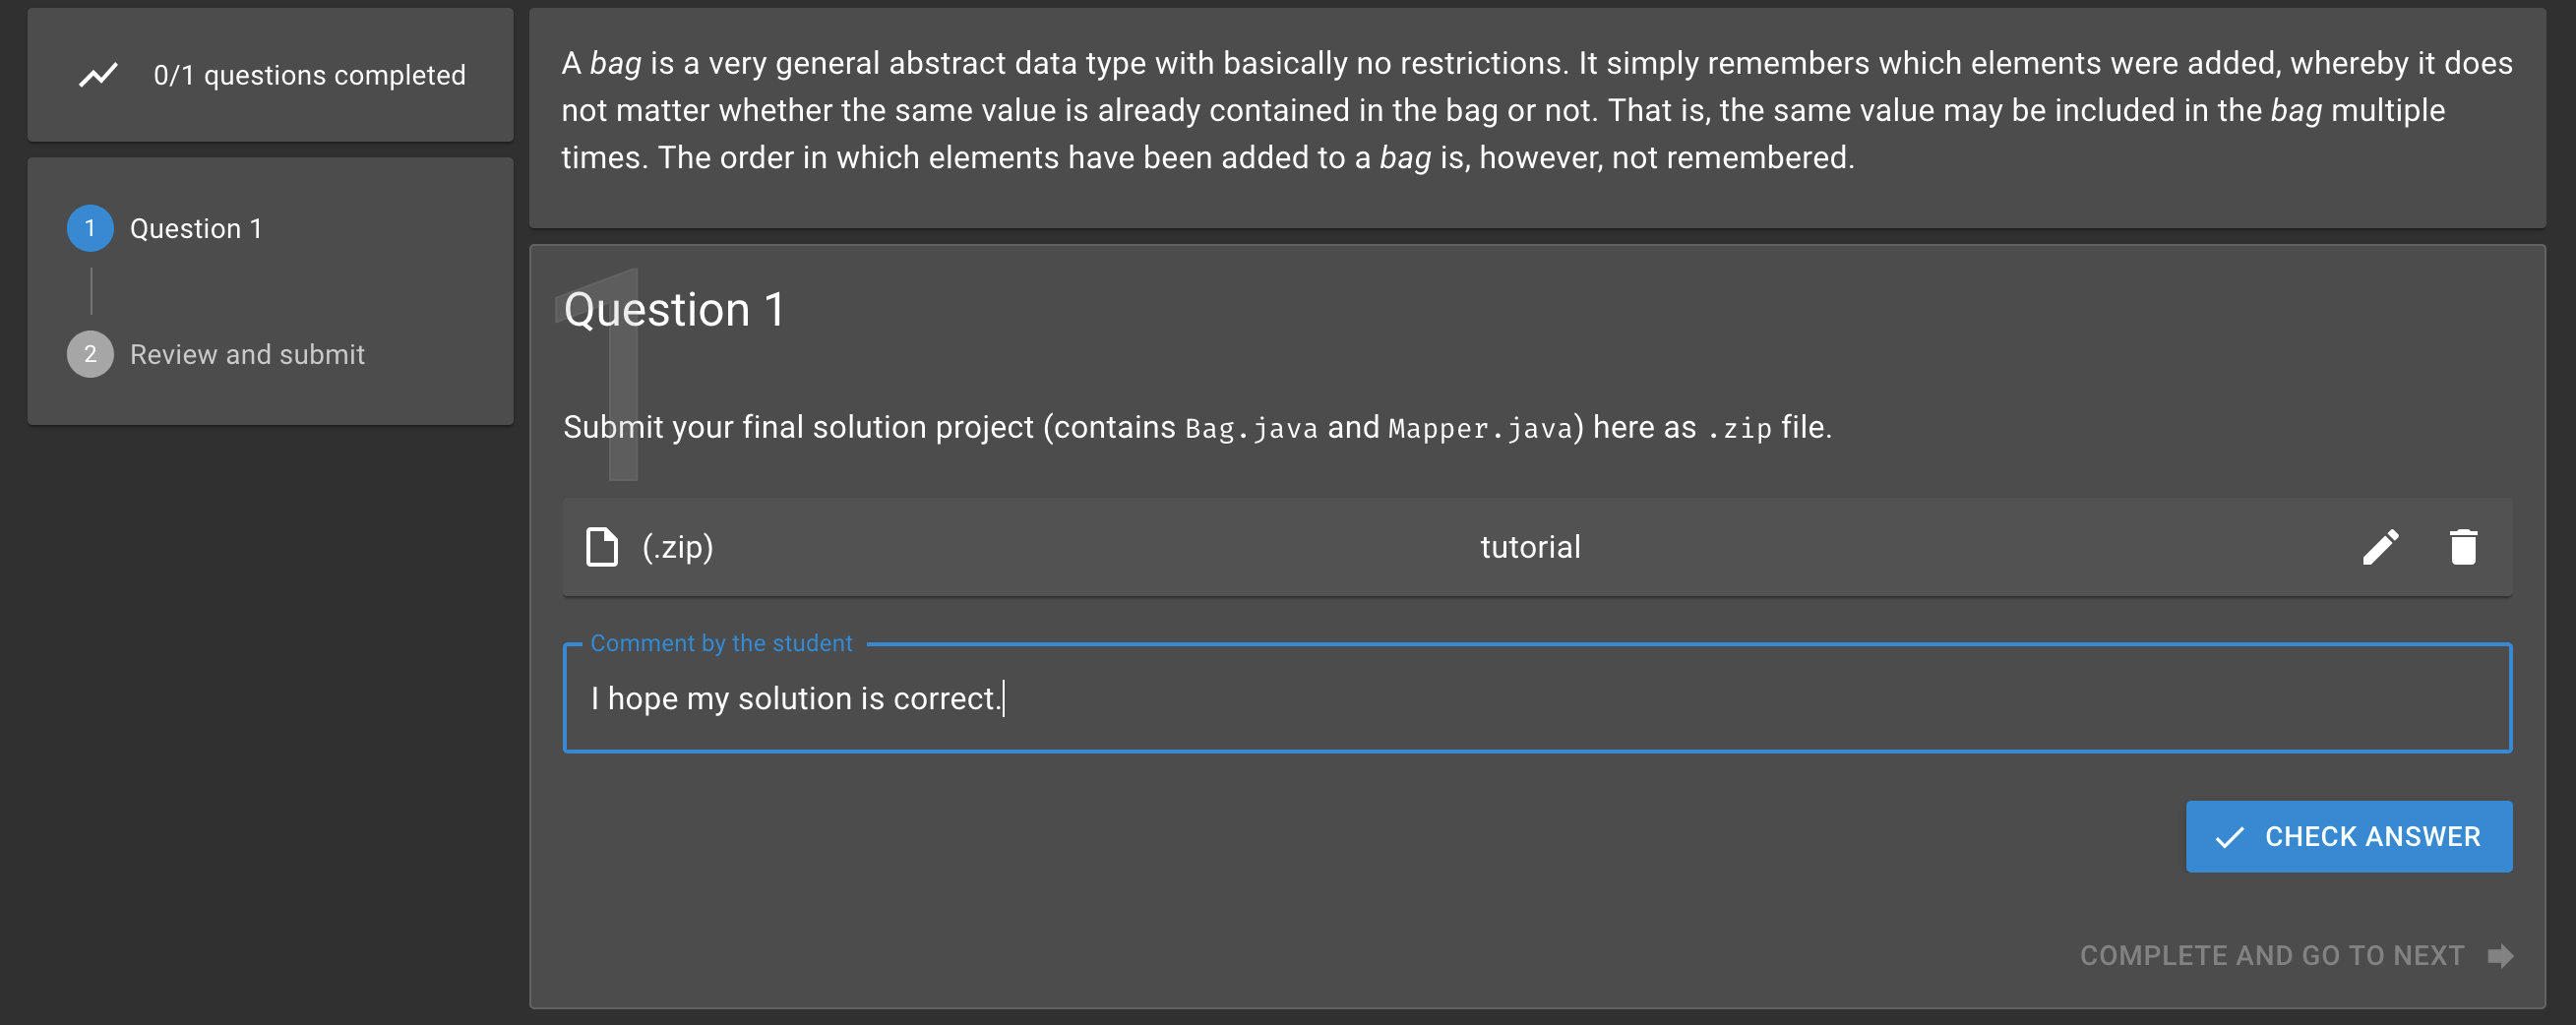 0/1 questions completed
1 Question 1
2 Review and submit
A bag is a very general abstract data type with basically no restrictions. It simply remembers which elements were added, whereby it does
not matter whether the same value is already contained in the bag or not. That is, the same value may be included in the bag multiple
times. The order in which elements have been added to a bag is, however, not remembered.
1
Question 1
Submit your final solution project (contains Bag.java and Mapper.java) here as .zip file.
(.zip) tutorial
Comment by the student
I hope my solution is correct.
CHECK ANSWER
COMPLETE AND GO TO NEXT